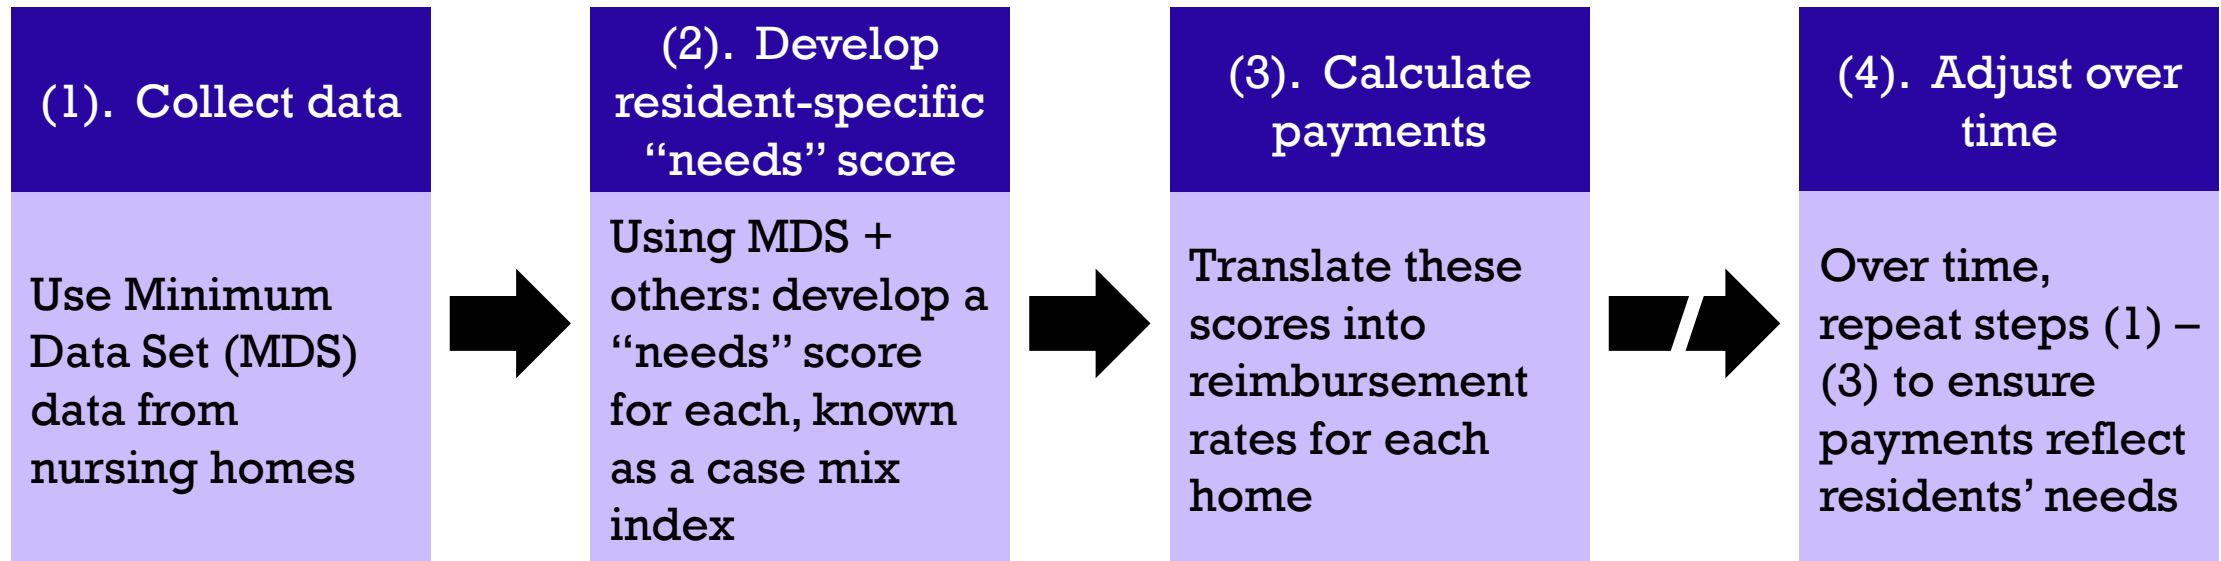 (1). Collect data
Use Minimum
Data Set (MDS)
data from
nursing homes
(2). Develop
resident-specific
“needs” score
Using MDS +
others: develop a
“needs” score
for each, known
as a case mix
index
(3). Calculate
payments
Translate these
scores into
reimbursement
rates for each
home
(4). Adjust over
time
Over time,
repeat steps (1) –
(3) to ensure
payments reflect
residents’ needs